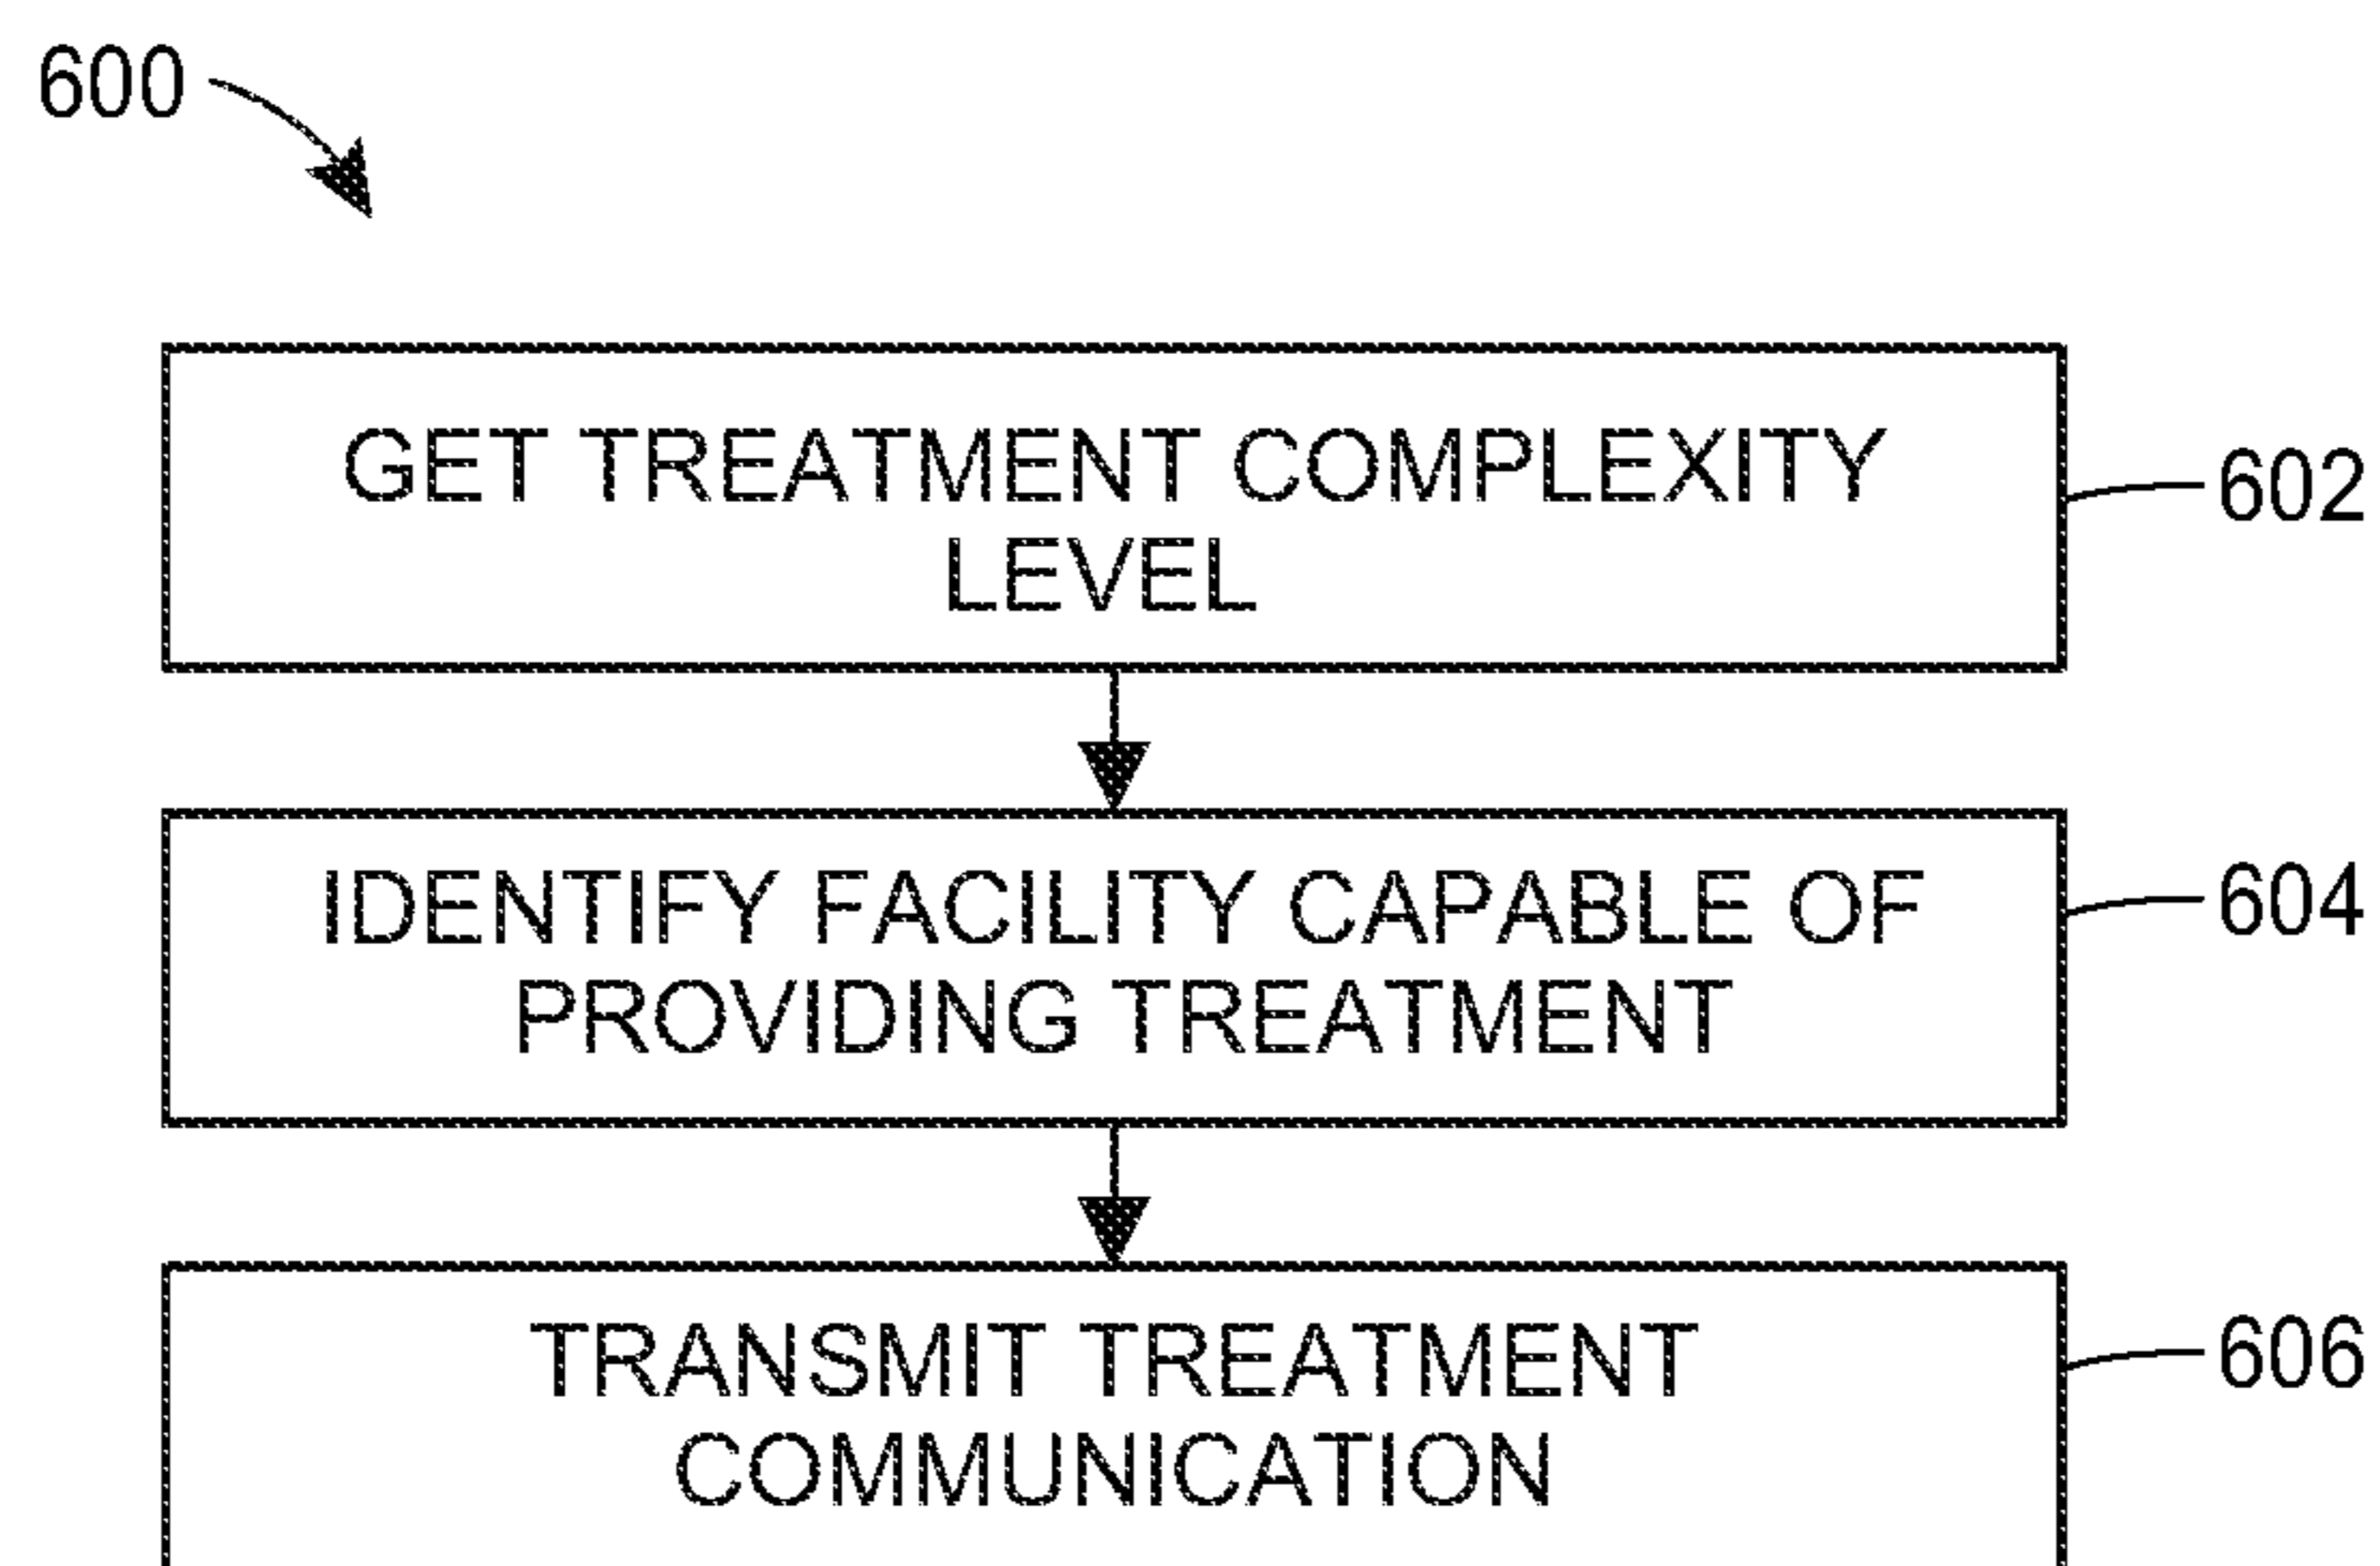 600
GET TREATMENT COMPLEXITY
LEVEL
602
IDENTIFY FACILITY CAPABLE OF
PROVIDING TREATMENT
604
TRANSMIT TREATMENT
COMMUNICATION
606